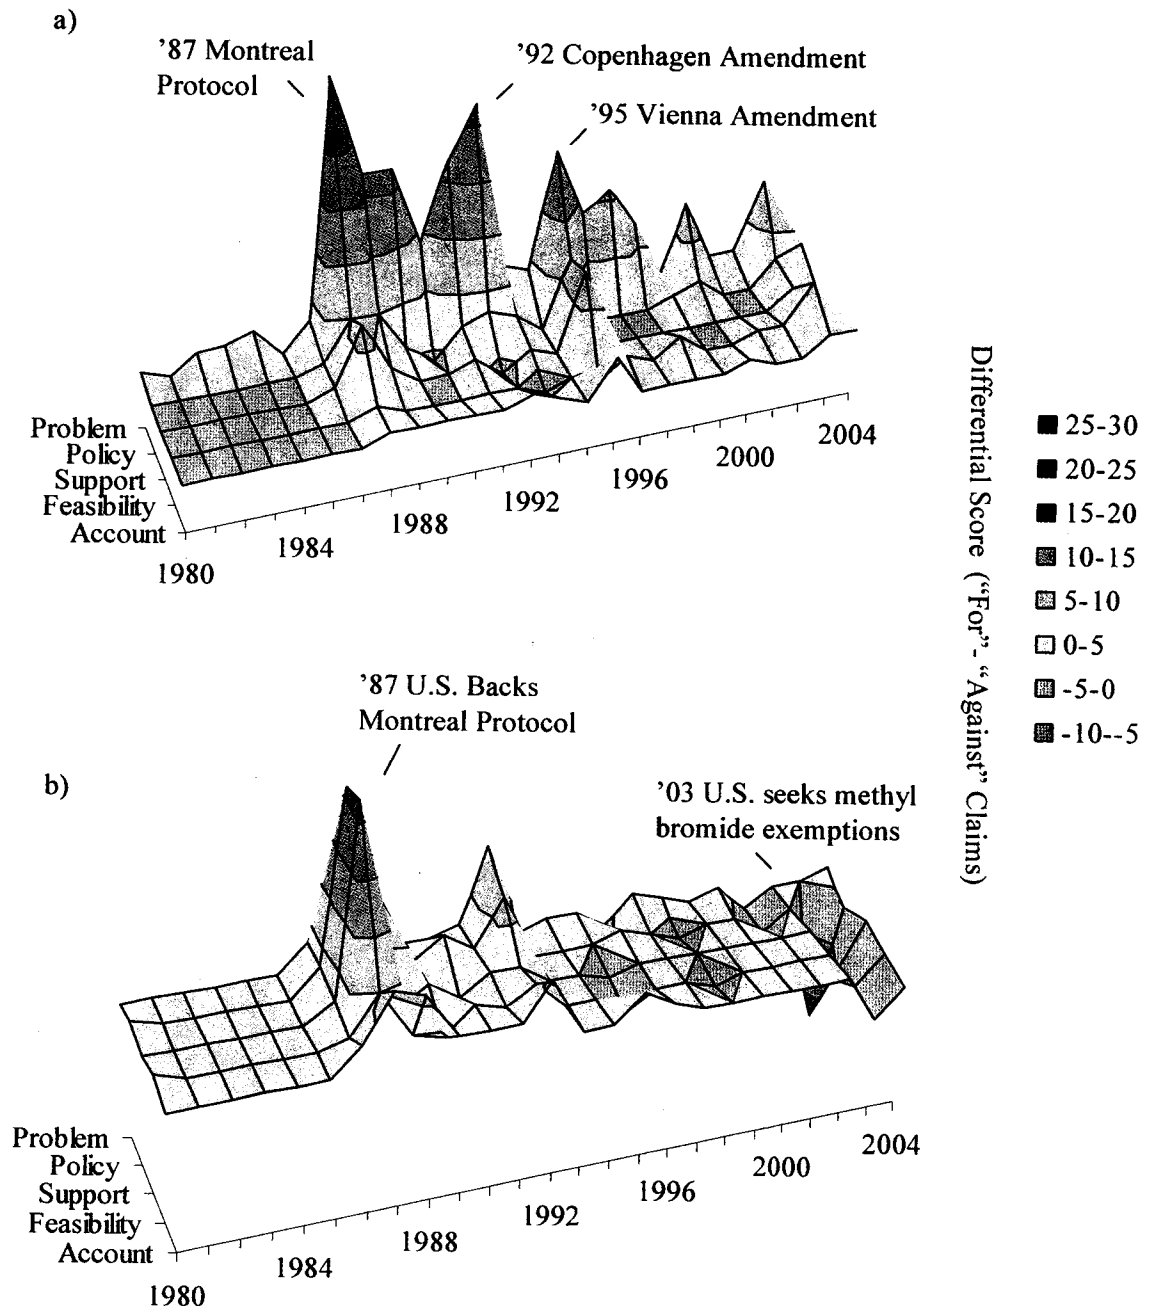 a)
’87 Montreal
Protocol
’92 Copenhagen Amendment
’95 Vienna Amendment
Problem
Policy
Support
Feasibility
Account
1980
1984
1988
1992
1996
2000
2004
Differential Score (“For”- “Against” Claims)
25-30
20-25
15-20
10-15
5-10
0-5
-5-0
-10--5
’87 U.S. Backs
Montreal Protocol
b)
’03 U.S. seeks methyl
bromide exemptions
Problem
Policy
Support
Feasibility
Account
1980
1984
1988
1992
1996
2000
2004